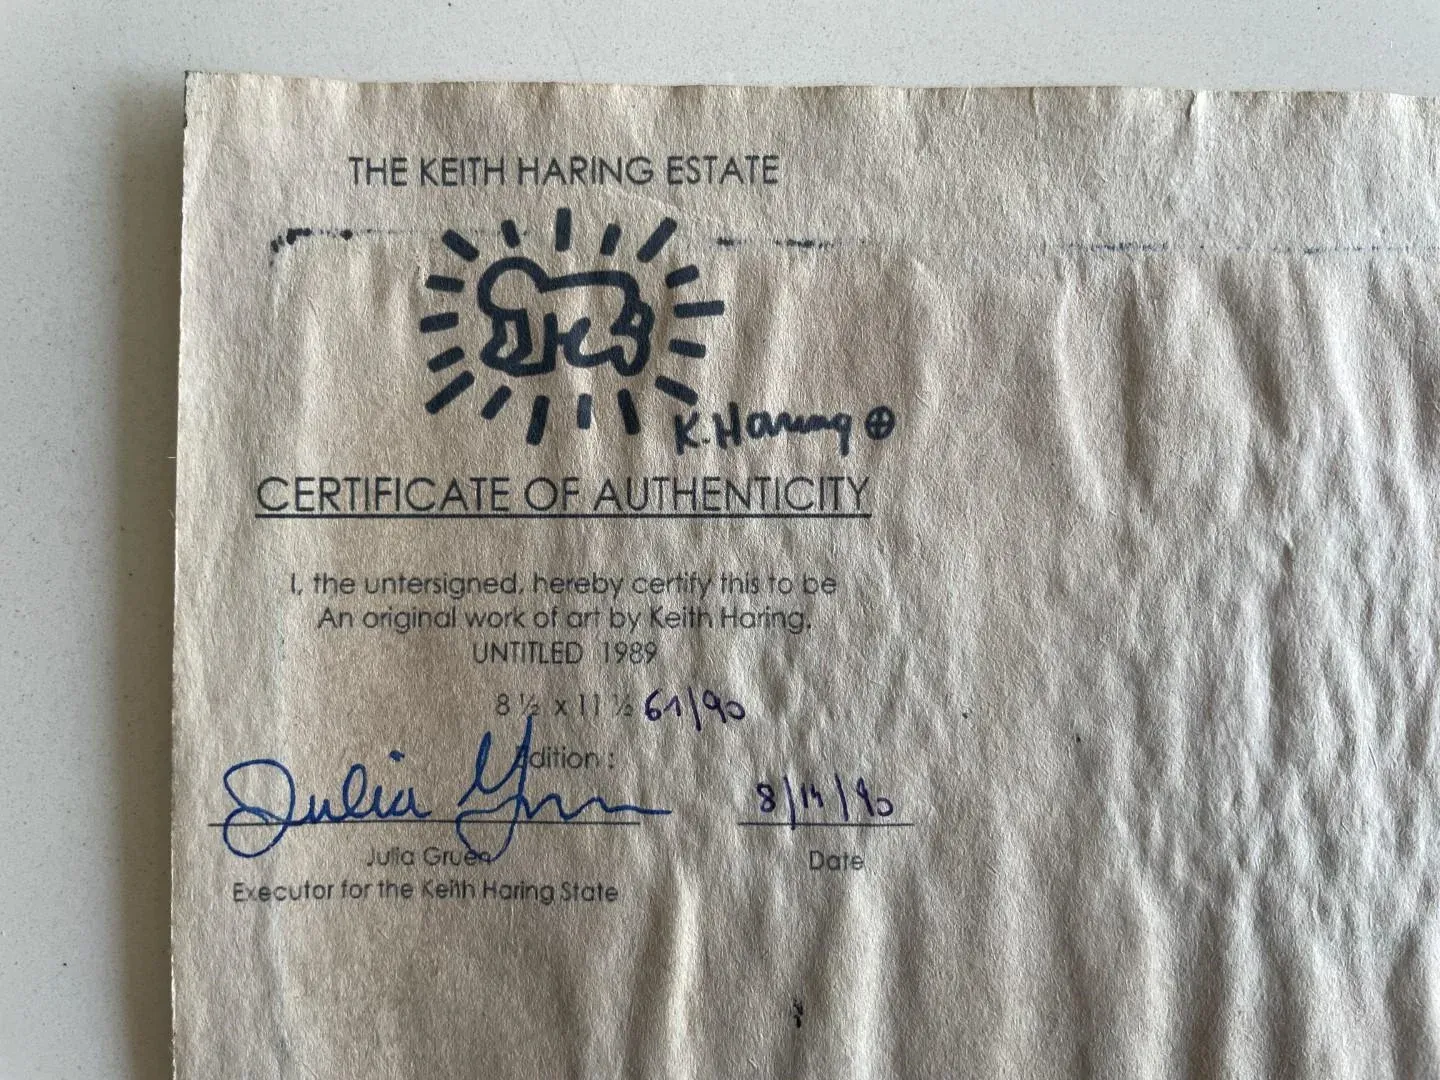 THE KEITH HARING ESTATE
K. Haring
CERTIFICATE OF AUTHENTICITY
I, the untersigned, hereby certify this to be
An original work of art by Keith Haring.
UNTITLED 1989
8 ½ x 11 ½ 61/90
Edition :
Julia Gruen
8/14/90
Julia Gruen
Date
Executor for the Keith Haring State